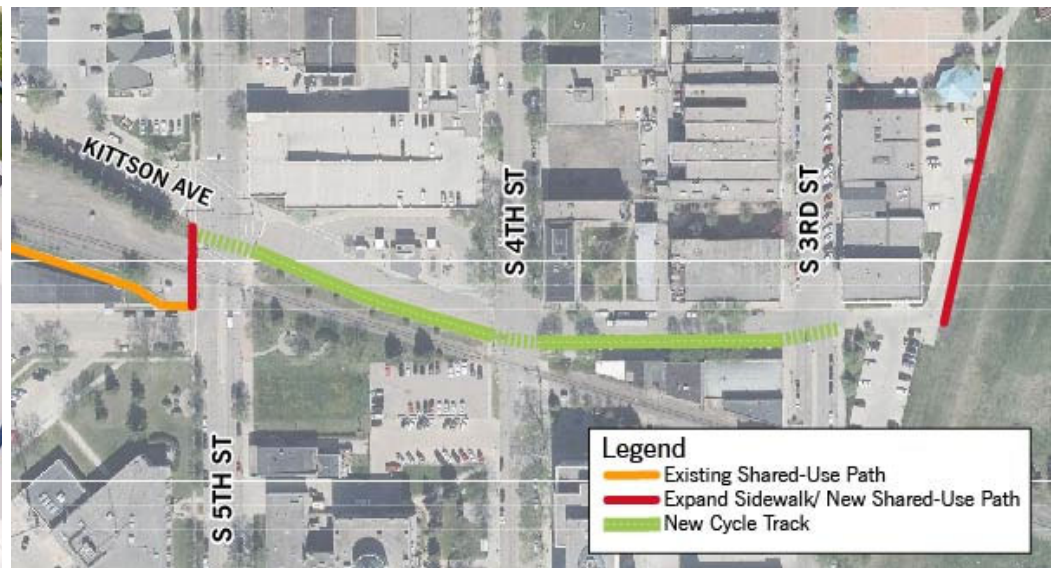 KITTSON AVE
S 4TH ST
S 3RD ST
S 5TH ST
Legend
Existing Shared-Use Path
Expand Sidewalk/ New Shared-Use Path
New Cycle Track